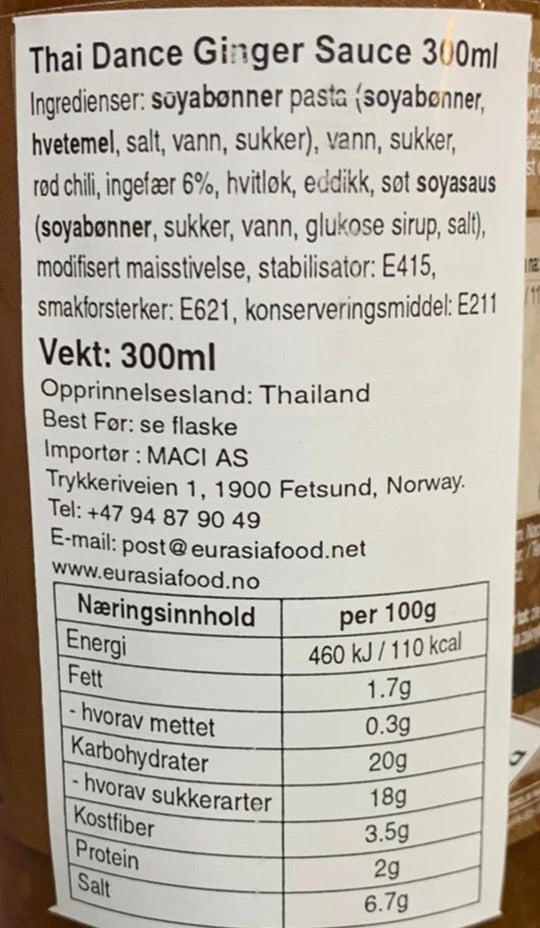 Thai Dance Ginger Sauce 300ml
Ingredienser: soyabønner pasta (soyabønner,
hvetemel, salt, vann, sukker), vann, sukker,
rød chili, ingefær 6%, hvitløk, eddikk, søt soyasaus
(soyabønner, sukker, vann, glukose sirup, salt),
modifisert maisstivelse, stabilisator: E415,
smakforsterker: E621, konserveringsmiddel: E211
Vekt: 300ml
Opprinnelsesland: Thailand
Best Før: se flaske
Importør : MACI AS
Trykkeriveien 1, 1900 Fetsund, Norway.
Tel: +47 94 87 90 49
E-mail: post@eurasiafood.net
www.eurasiafood.no
Næringsinnhold per 100g
Energi 460 kJ / 110 kcal
Fett 1.7g
- hvorav mettet 0.3g
Karbohydrater 20g
- hvorav sukkerarter 18g
Kostfiber 3.5g
Protein 2g
Salt 6.7g